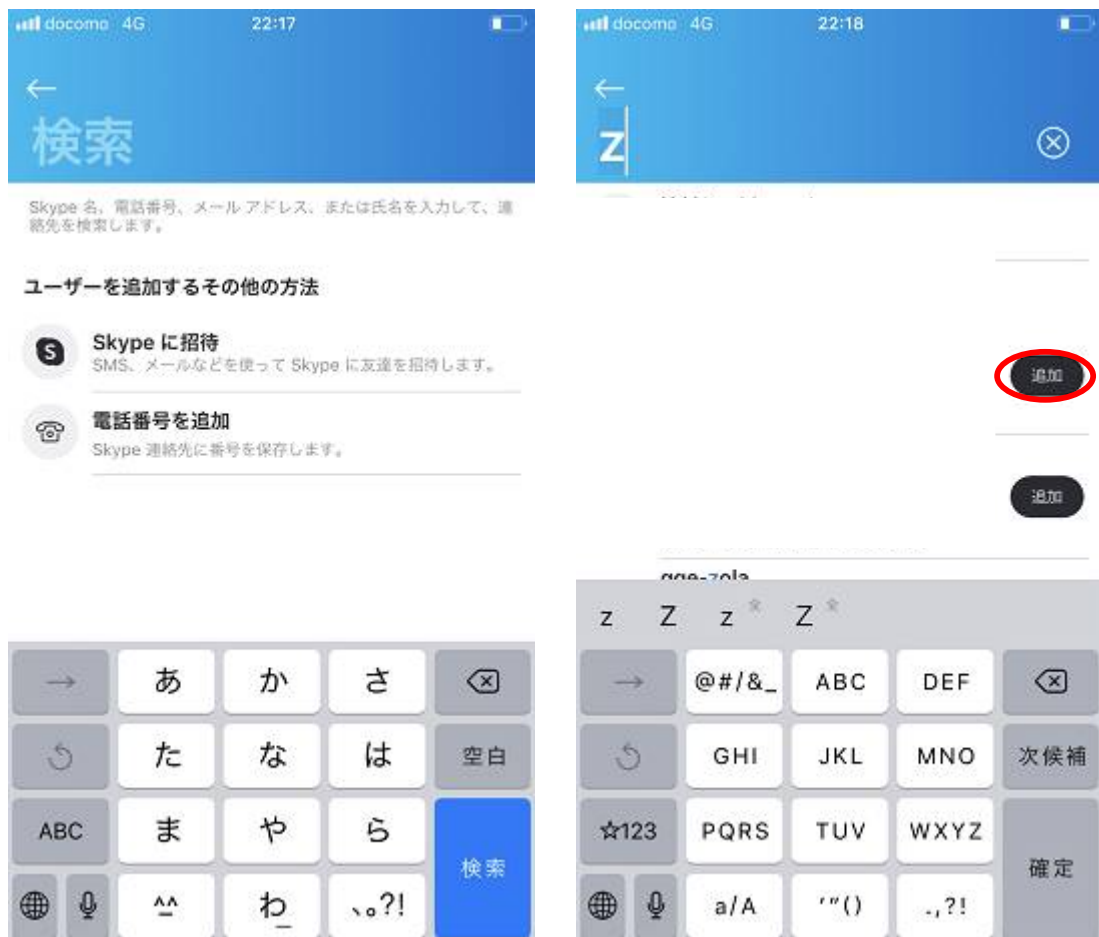 docomo 4G 22:17
検索
Skype 名、電話番号、メール アドレス、または氏名を入力して、連
絡先を検索します。
ユーザーを追加するその他の方法
Skype に招待
SMS、メールなどを使って Skype に友達を招待します。
電話番号を追加
Skype 連絡先に番号を保存します。
→ あ か さ
た な は 空白
ABC ま や ら 検索
^^ わ_ 、。?!
docomo 4G 22:18
z
追加
追加
z Z z 全 Z 全
→ @#/&_ ABC DEF
GHI JKL MNO 次候補
☆123 PQRS TUV WXYZ 確定
a/A '"() .,?!